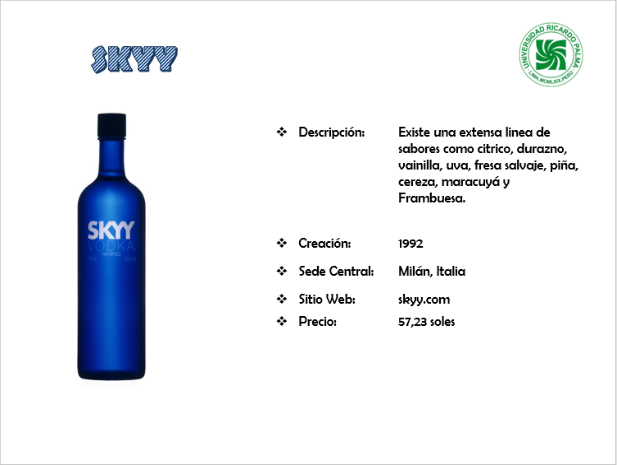 SKYY
UNIVERSIDAD RICARDO PALMA
LIMA MCMLXIX PERÚ
SKYY
VODKA
❖ Descripción: Existe una extensa linea de
sabores como citrico, durazno,
vainilla, uva, fresa salvaje, piña,
cereza, maracuyá y
Frambuesa.
❖ Creación: 1992
❖ Sede Central: Milán, Italia
❖ Sitio Web: skyy.com
❖ Precio: 57,23 soles